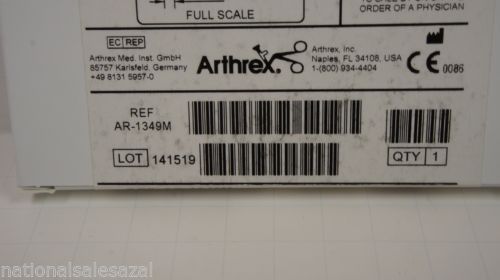 FULL SCALE
ORDER OF A PHYSICIAN
EC REP
Arthrex Med. Inst. GmbH
85757 Karlsfeld, Germany
+49 8131 5957-0
Arthrex.
Arthrex, Inc.
Naples, FL 34108, USA
1-(800) 934-4404
CE 0086
REF
AR-1349M
LOT 141519
QTY 1
nationalsalesazal